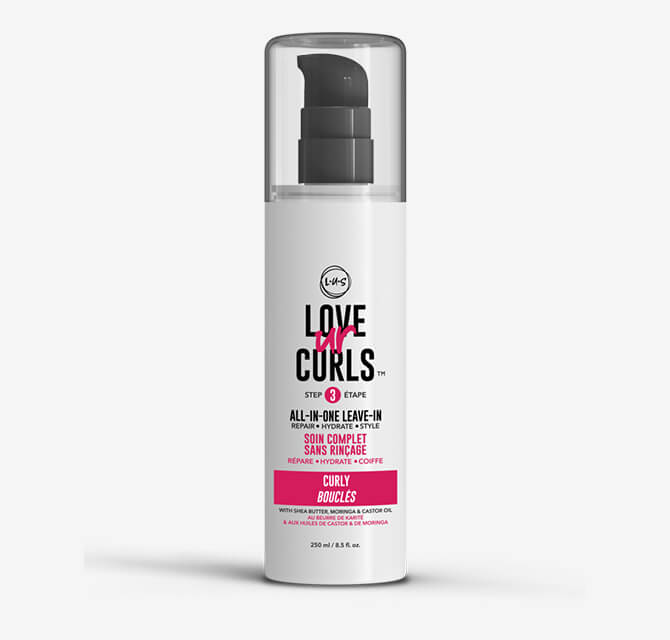 L·U·S
LOVE
ur
CURLS™
STEP 3 ÉTAPE
ALL-IN-ONE LEAVE-IN
REPAIR • HYDRATE • STYLE
SOIN COMPLET
SANS RINÇAGE
RÉPARE • HYDRATE • COIFFE
CURLY
BOUCLÉS
WITH SHEA BUTTER, MORINGA & CASTOR OIL
AU BEURRE DE KARITÉ
& AUX HUILES DE CASTOR & DE MORINGA
250 ml / 8.5 fl. oz.